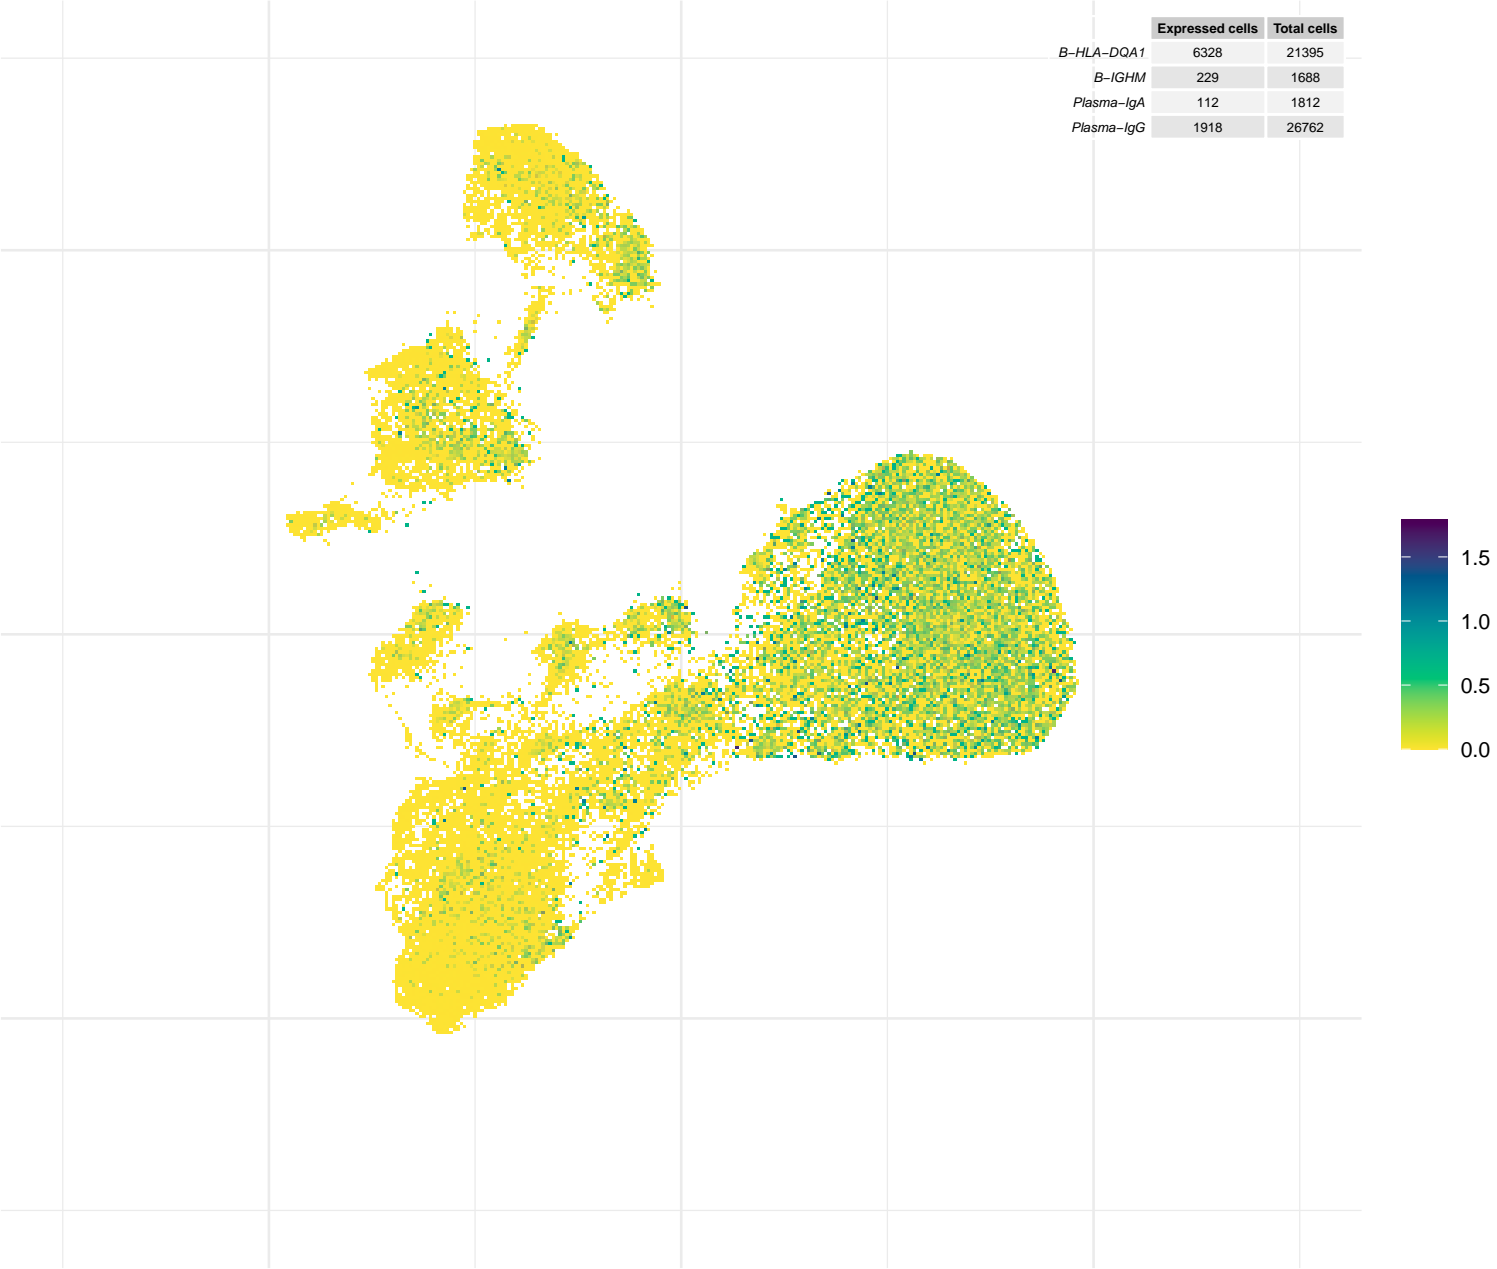 Expressed cells Total cells
B−HLA−DQA1 6328 21395
B−IGHM 229 1688
Plasma−IgA 112 1812
Plasma−IgG 1918 26762
1.5
1.0
0.5
0.0